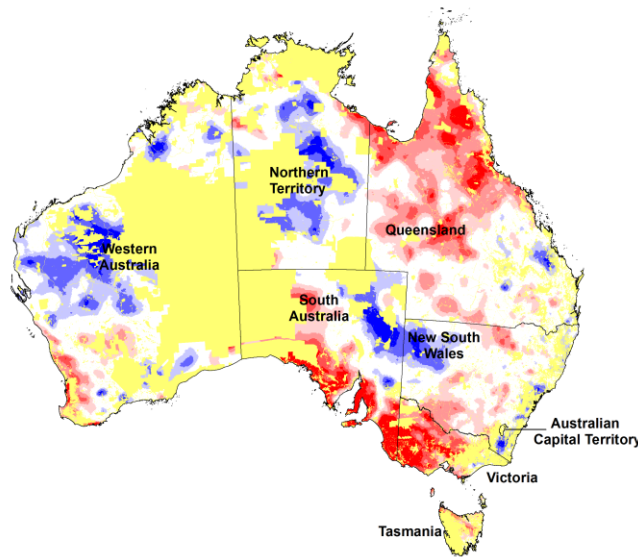 Northern
Territory
Queensland
Western
Australia
South
Australia
New South
Wales
Australian
Capital Territory
Victoria
Tasmania